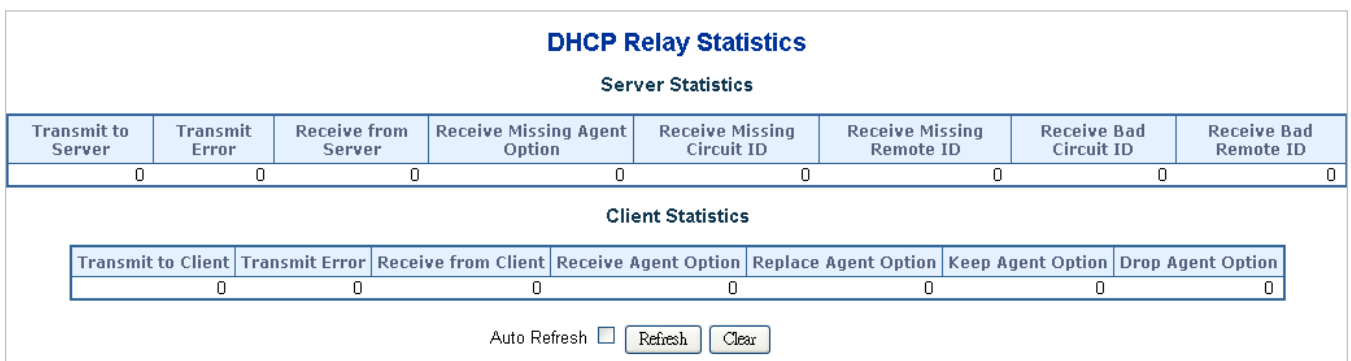 DHCP Relay Statistics
Server Statistics
Transmit to Server Transmit Error Receive from Server Receive Missing Agent Option Receive Missing Circuit ID Receive Missing Remote ID Receive Bad Circuit ID Receive Bad Remote ID
0 0 0 0 0 0 0 0
Client Statistics
Transmit to Client Transmit Error Receive from Client Receive Agent Option Replace Agent Option Keep Agent Option Drop Agent Option
0 0 0 0 0 0 0
Auto Refresh Refresh Clear